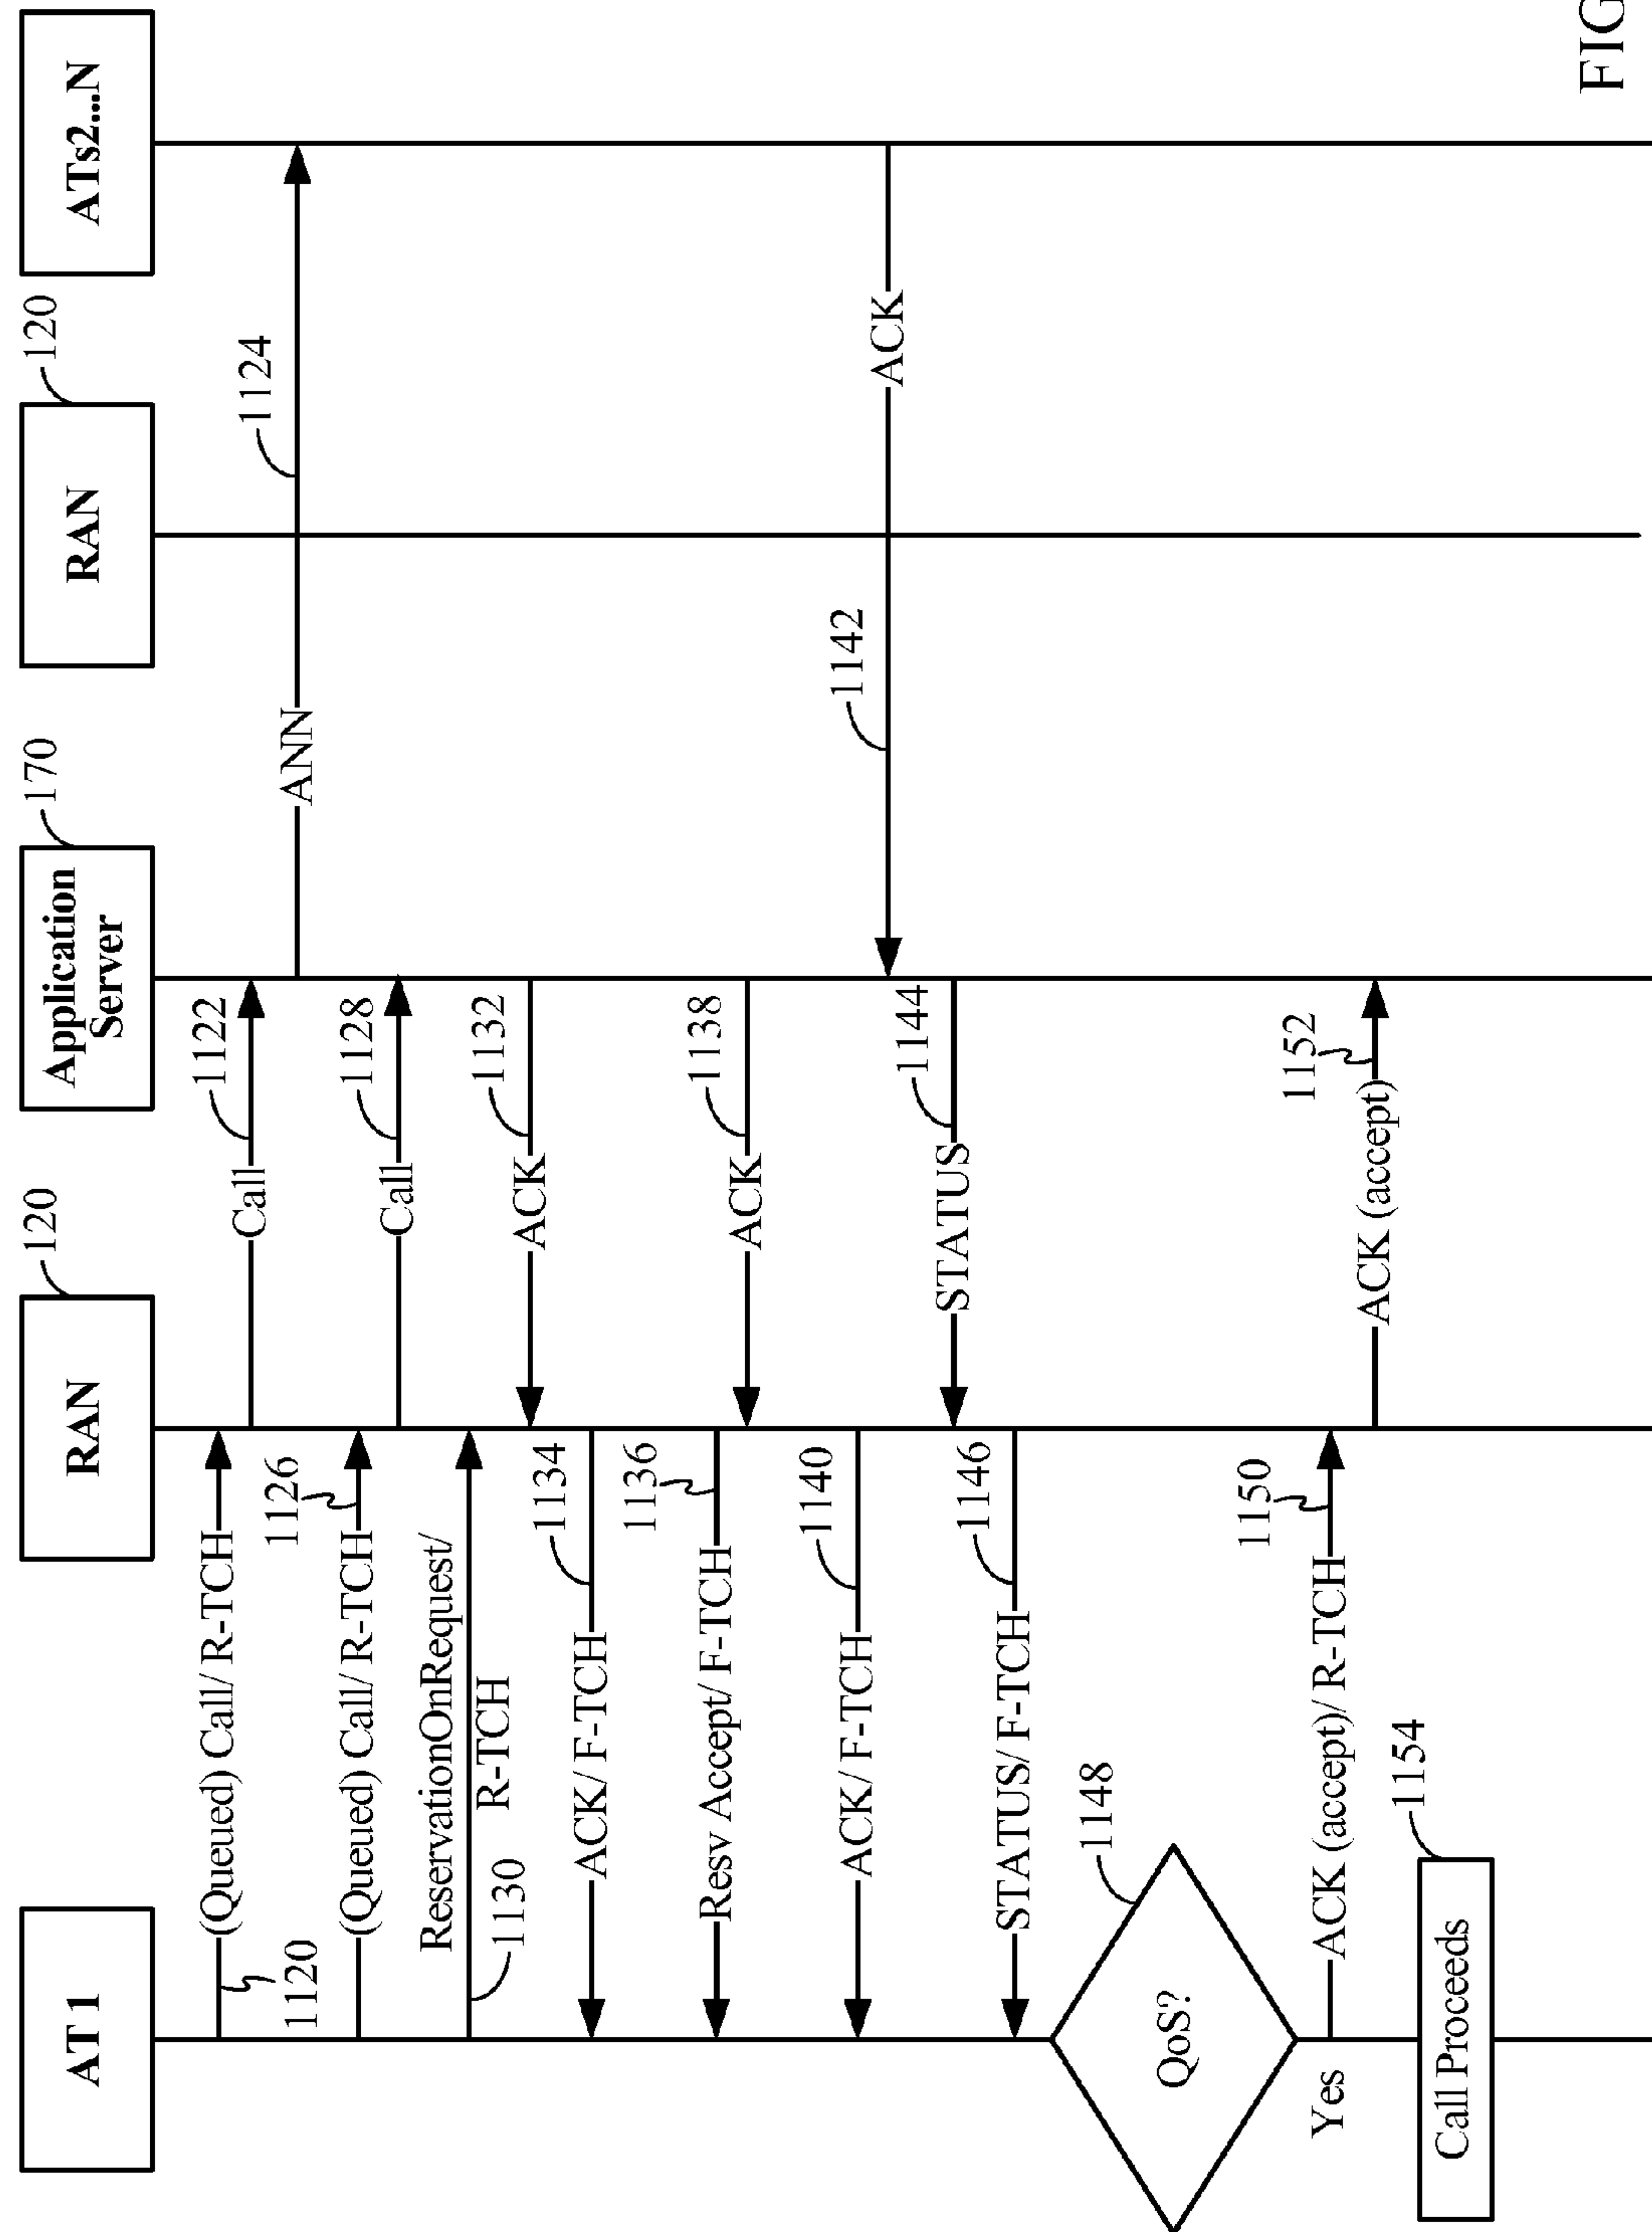 AT 1
RAN
120
Application
Server
170
RAN
120
ATs2...N
(Queued) Call/ R-TCH
1120
Call
1122
ANN
1124
(Queued) Call/ R-TCH
1126
Call
1128
ReservationOnRequest/
R-TCH
1130
ACK
1132
ACK/ F-TCH
1134
Resv Accept/ F-TCH
1136
ACK
1138
ACK/ F-TCH
1140
ACK
1142
STATUS
1144
STATUS/ F-TCH
1146
QoS?
1148
Yes
ACK (accept)/ R-TCH
1150
ACK (accept)
1152
Call Proceeds
1154
FIG